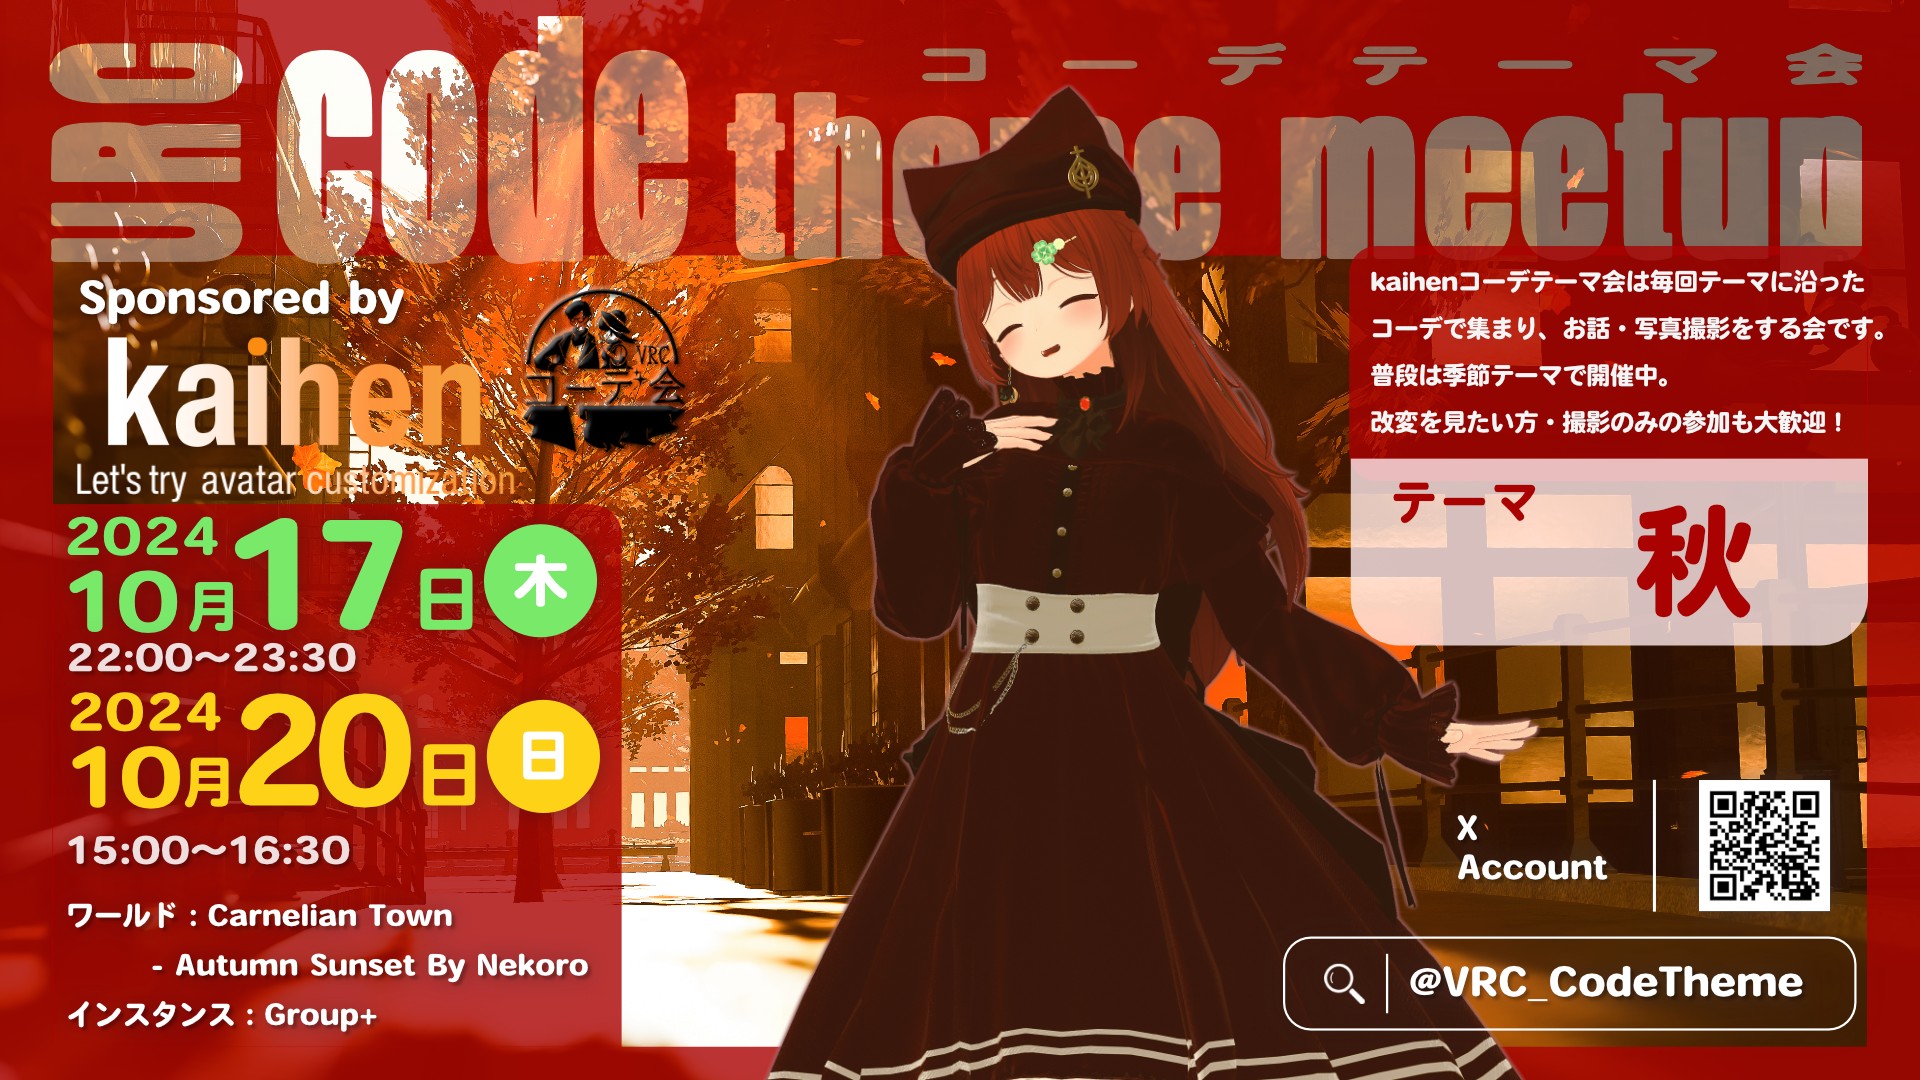 コーデテーマ会
VRC code theme meetup
Sponsored by
kaihen
Let's try avatar customization
VRC
コーデ会
2024
10月17日 木
22:00〜23:30
2024
10月20日 日
15:00〜16:30
ワールド : Carnelian Town
- Autumn Sunset By Nekoro
インスタンス : Group+
kaihenコーデテーマ会は毎回テーマに沿った
コーデで集まり、お話・写真撮影をする会です。
普段は季節テーマで開催中。
改変を見たい方・撮影のみの参加も大歓迎！
テーマ
秋
X
Account
@VRC_CodeTheme